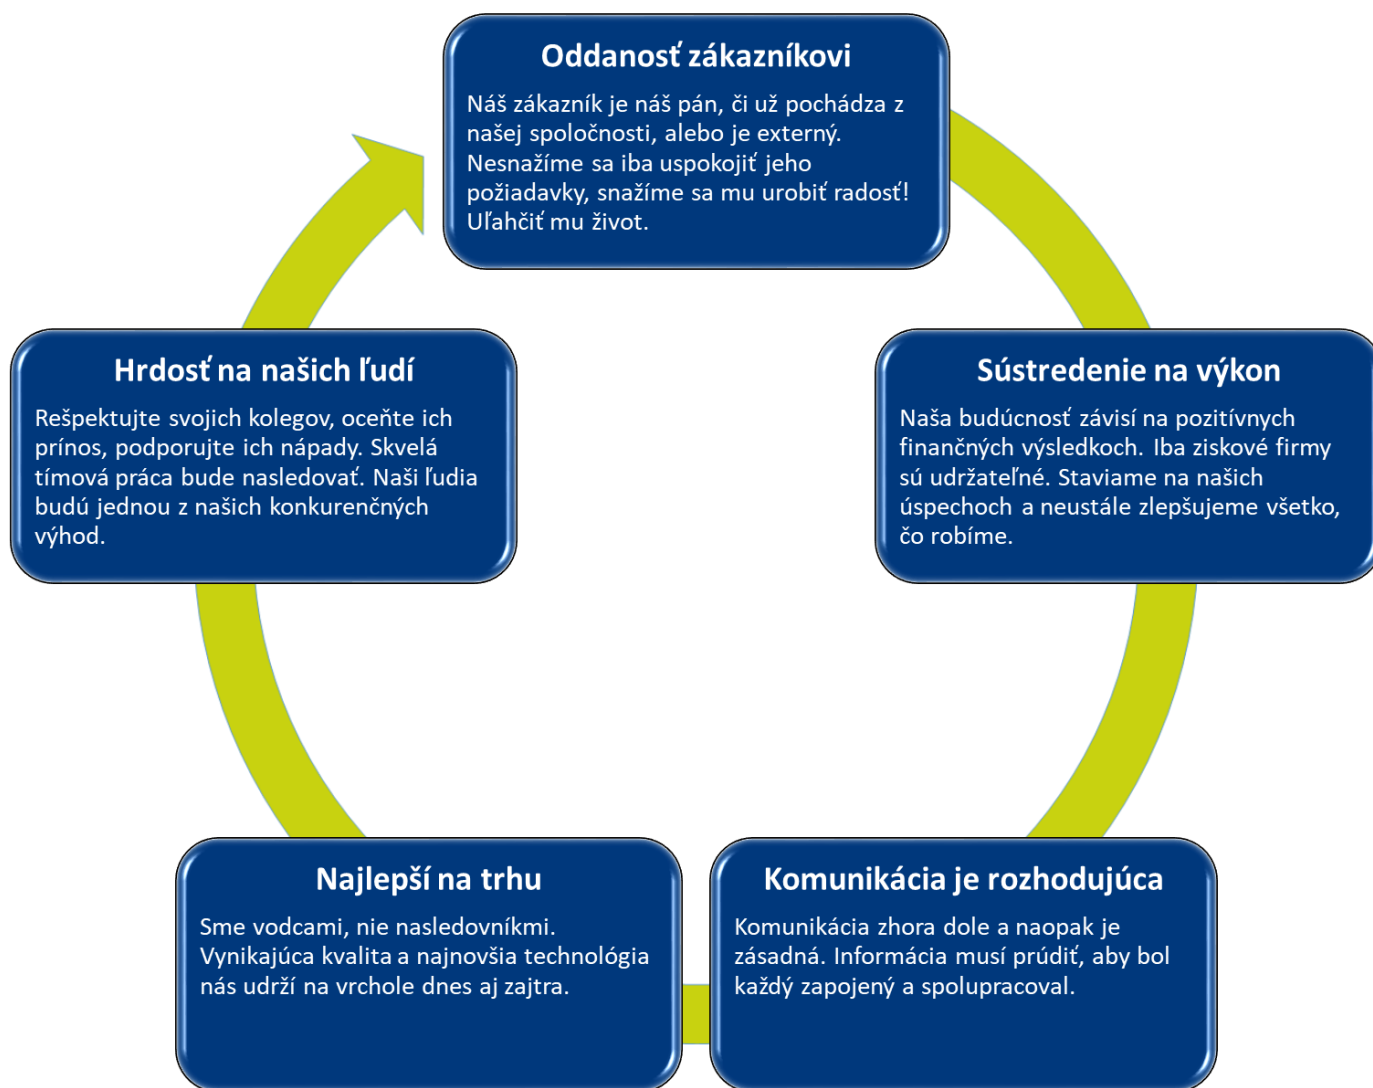 Oddanosť zákazníkovi
Náš zákazník je náš pán, či už pochádza z
našej spoločnosti, alebo je externý.
Nesnažíme sa iba uspokojiť jeho
požiadavky, snažíme sa mu urobiť radosť!
Uľahčiť mu život.
Sústredenie na výkon
Naša budúcnosť závisí na pozitívnych
finančných výsledkoch. Iba ziskové firmy
sú udržateľné. Staviame na našich
úspechoch a neustále zlepšujeme všetko,
čo robíme.
Komunikácia je rozhodujúca
Komunikácia zhora dole a naopak je
zásadná. Informácia musí prúdiť, aby bol
každý zapojený a spolupracoval.
Najlepší na trhu
Sme vodcami, nie nasledovníkmi.
Vynikajúca kvalita a najnovšia technológia
nás udrží na vrchole dnes aj zajtra.
Hrdosť na našich ľudí
Rešpektujte svojich kolegov, oceňte ich
prínos, podporujte ich nápady. Skvelá
tímová práca bude nasledovať. Naši ľudia
budú jednou z našich konkurenčných
výhod.